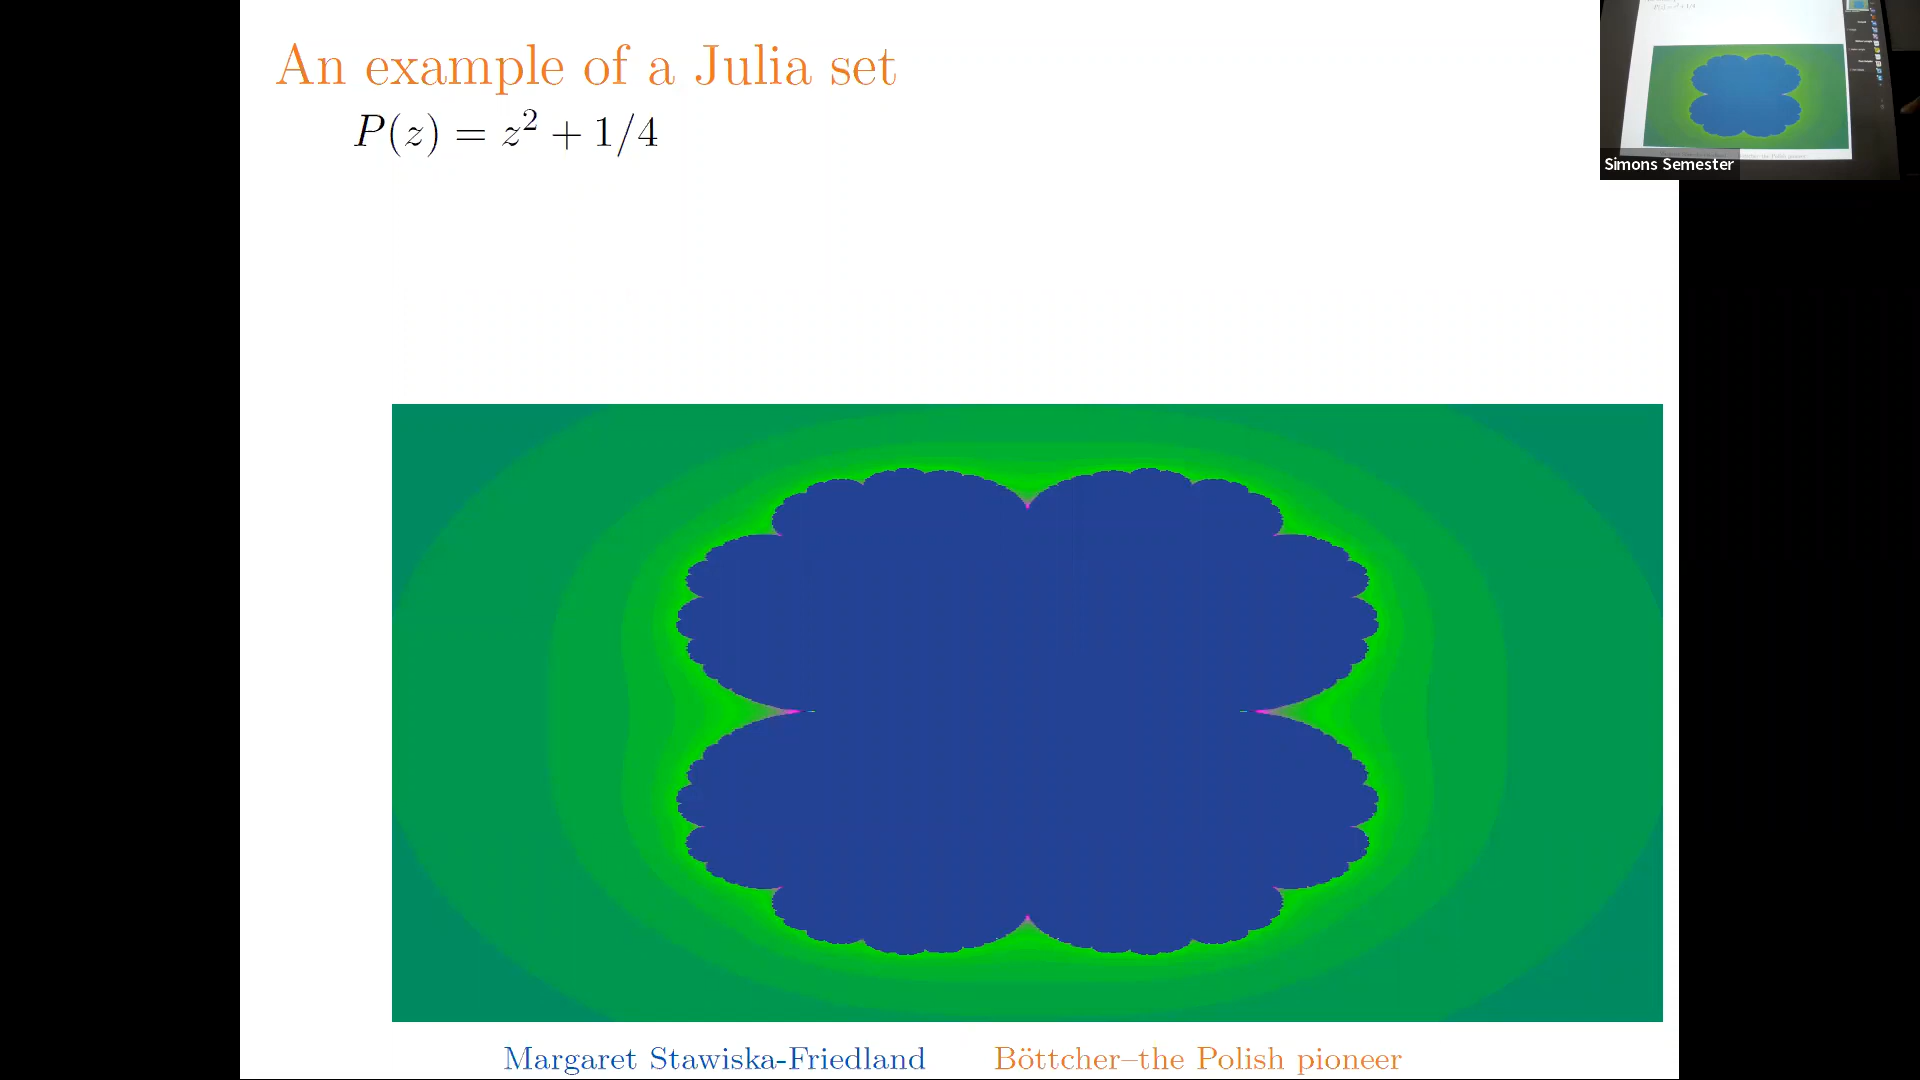 An example of a Julia set
P(z) = z² + 1/4
Simons Semester
Margaret Stawiska-Friedland Böttcher–the Polish pioneer